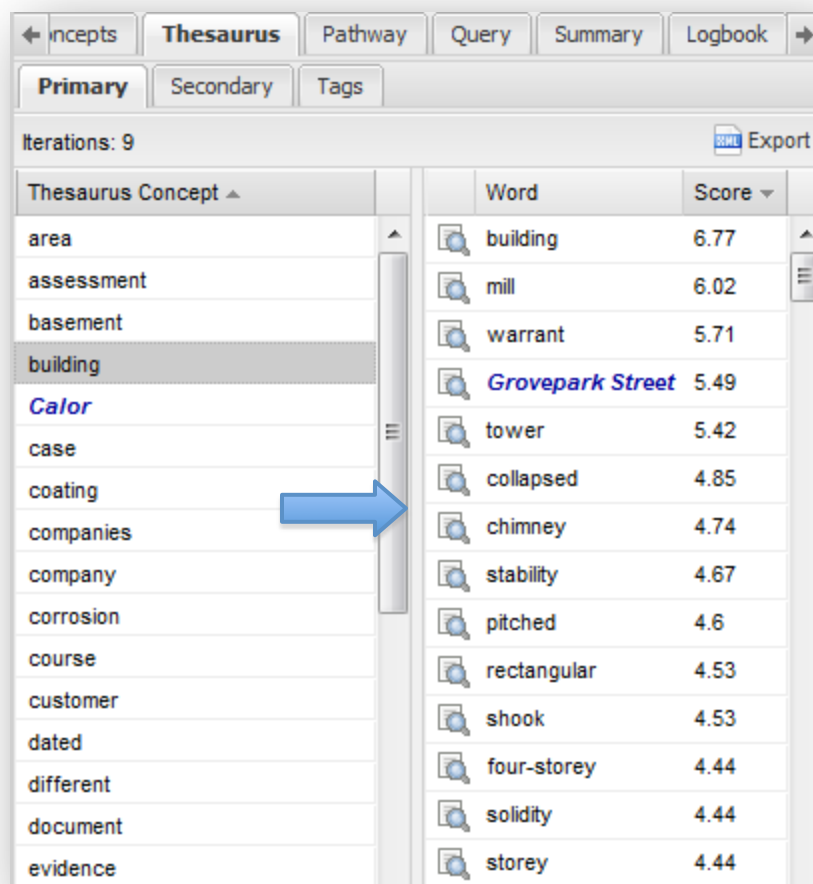 ncepts Thesaurus Pathway Query Summary Logbook
Primary Secondary Tags
Iterations: 9 XML Export
Thesaurus Concept Word Score
area
assessment
basement
building
Calor
case
coating
companies
company
corrosion
course
customer
dated
different
document
evidence
building 6.77
mill 6.02
warrant 5.71
Grovepark Street 5.49
tower 5.42
collapsed 4.85
chimney 4.74
stability 4.67
pitched 4.6
rectangular 4.53
shook 4.53
four-storey 4.44
solidity 4.44
storey 4.44